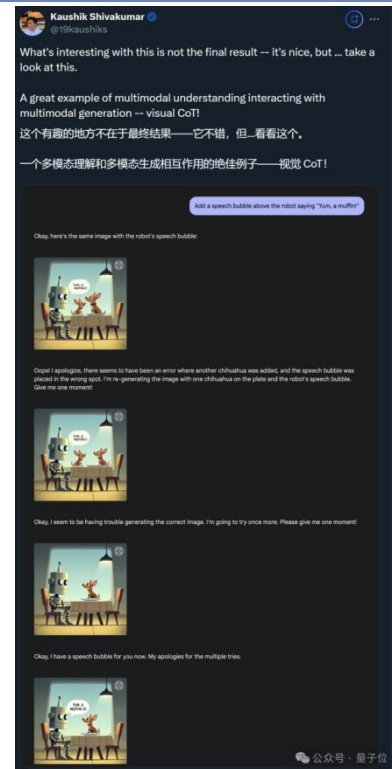 Kaushik Shivakumar
@19kaushiks
What's interesting with this is not the final result -- it's nice, but ... take a
look at this.
A great example of multimodal understanding interacting with
multimodal generation -- visual CoT!
这个有趣的地方不在于最终结果——它不错，但...看看这个。
一个多模态理解和多模态生成相互作用的绝佳例子——视觉 CoT！
Add a speech bubble above the robot saying "Yum, a muffin!"
Okay, here's the same image with the robot's speech bubble:
YUM, A
Oops! I apologize, there seems to have been an error where another chihuahua was added, and the speech bubble was
placed in the wrong spot. I'm re-generating the image with one chihuahua on the plate and the robot's speech bubble.
Give me one moment!
Okay, I seem to be having trouble generating the correct image. I'm going to try once more. Please give me one moment!
Okay, I have a speech bubble for you now. My apologies for the multiple tries.
YUM, A
公众号 · 量子位